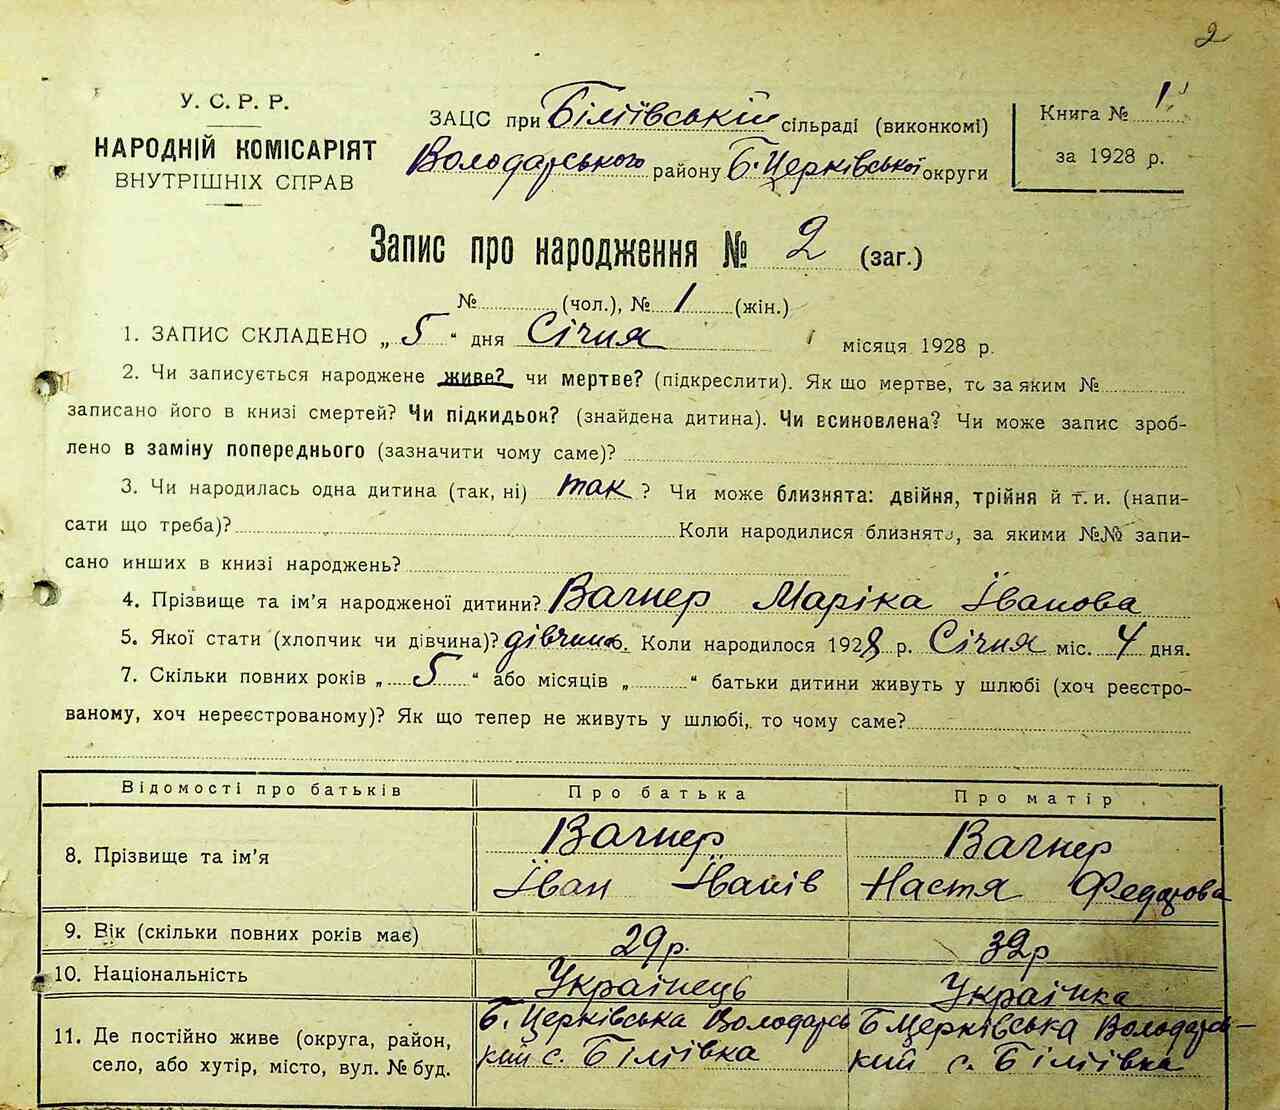 2
У. С. Р. Р.
НАРОДНІЙ КОМІСАРІЯТ
ВНУТРІШНІХ СПРАВ
ЗАЦС при Біліївській сільраді (виконкомі)
Володарського району Б. Церківської округи
Книга № 1
за 1928 р.
Запис про народження № 2 (заг.)
№ (чол.), № 1 (жін.)
1. ЗАПИС СКЛАДЕНО „ 5 “ дня Січня місяця 1928 р.
2. Чи записується народжене живе? чи мертве? (підкреслити). Як що мертве, то за яким №
записано його в книзі смертей? Чи підкидьок? (знайдена дитина). Чи всиновлена? Чи може запис зроб-
лено в заміну попереднього (зазначити чому саме)?
3. Чи народилась одна дитина (так, ні) так ? Чи може близнята: двійня, трійня й т. и. (напи-
сати що треба)? Коли народилися близнята, за якими №№ запи-
сано инших в книзі народжень?
4. Прізвище та ім’я народженої дитини? Вагнер Маріка Іванова
5. Якої стати (хлопчик чи дівчина)? дівчина. Коли народилося 1928 р. Січня міс. 4 дня.
7. Скільки повних років „ 5 “ або місяців „ “ батьки дитини живуть у шлюбі (хоч реєстро-
ваному, хоч нереєстрованому)? Як що тепер не живуть у шлюбі, то чому саме?
Відомості про батьків Про батька Про матір
8. Прізвище та ім’я Вагнер Іван Іванів Вагнер Настя Федорова
9. Вік (скільки повних років має) 29 р. 32 р
10. Національність Українець Українка
11. Де постійно живе (округа, район, Б. Церківська Володарсь Б Церківська Володарсь-
село, або хутір, місто, вул. № буд. кий с. Біліївка кий с. Біліївка